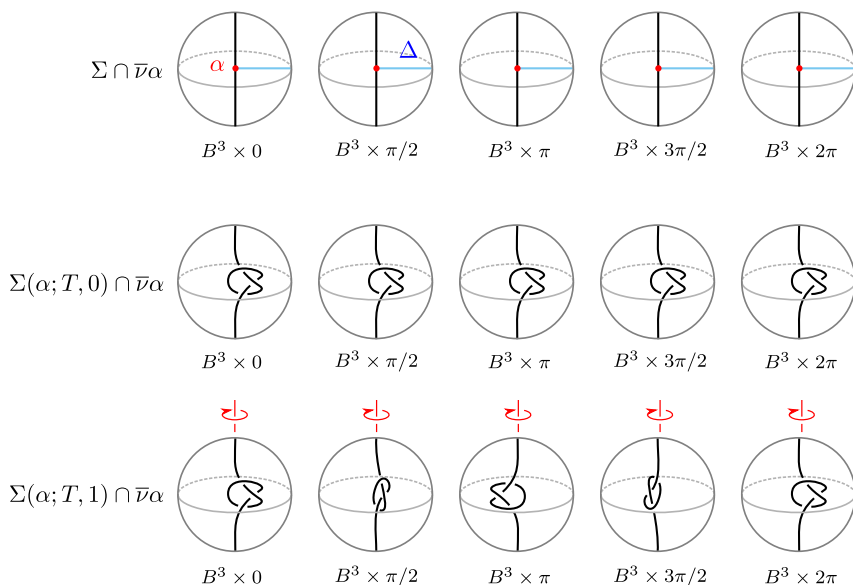 Σ ∩ ν̅α
α
Δ
B³ × 0
B³ × π/2
B³ × π
B³ × 3π/2
B³ × 2π
Σ(α; T, 0) ∩ ν̅α
B³ × 0
B³ × π/2
B³ × π
B³ × 3π/2
B³ × 2π
Σ(α; T, 1) ∩ ν̅α
B³ × 0
B³ × π/2
B³ × π
B³ × 3π/2
B³ × 2π